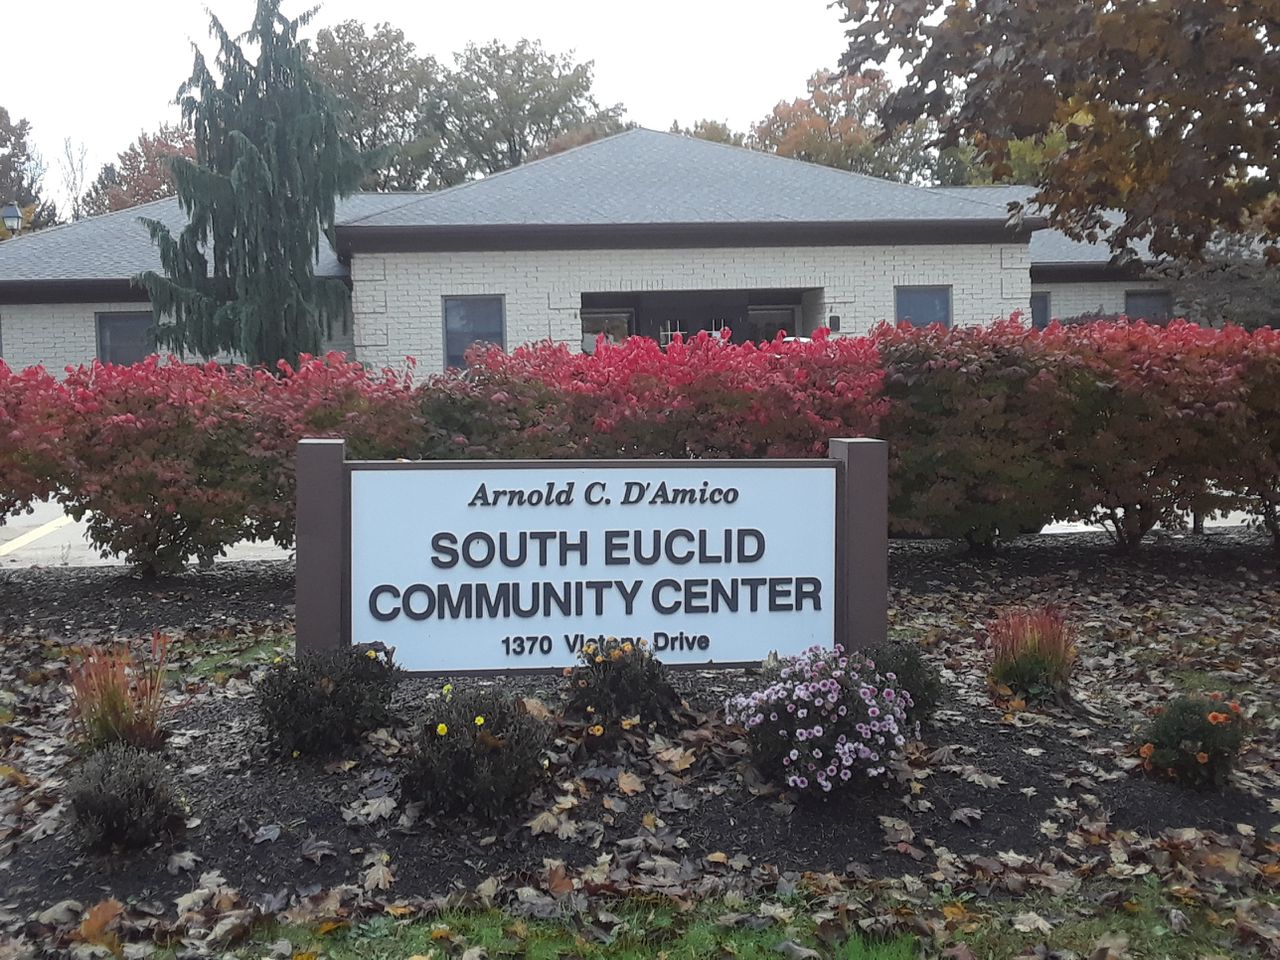 Arnold C. D'Amico
SOUTH EUCLID
COMMUNITY CENTER
1370 Victory Drive